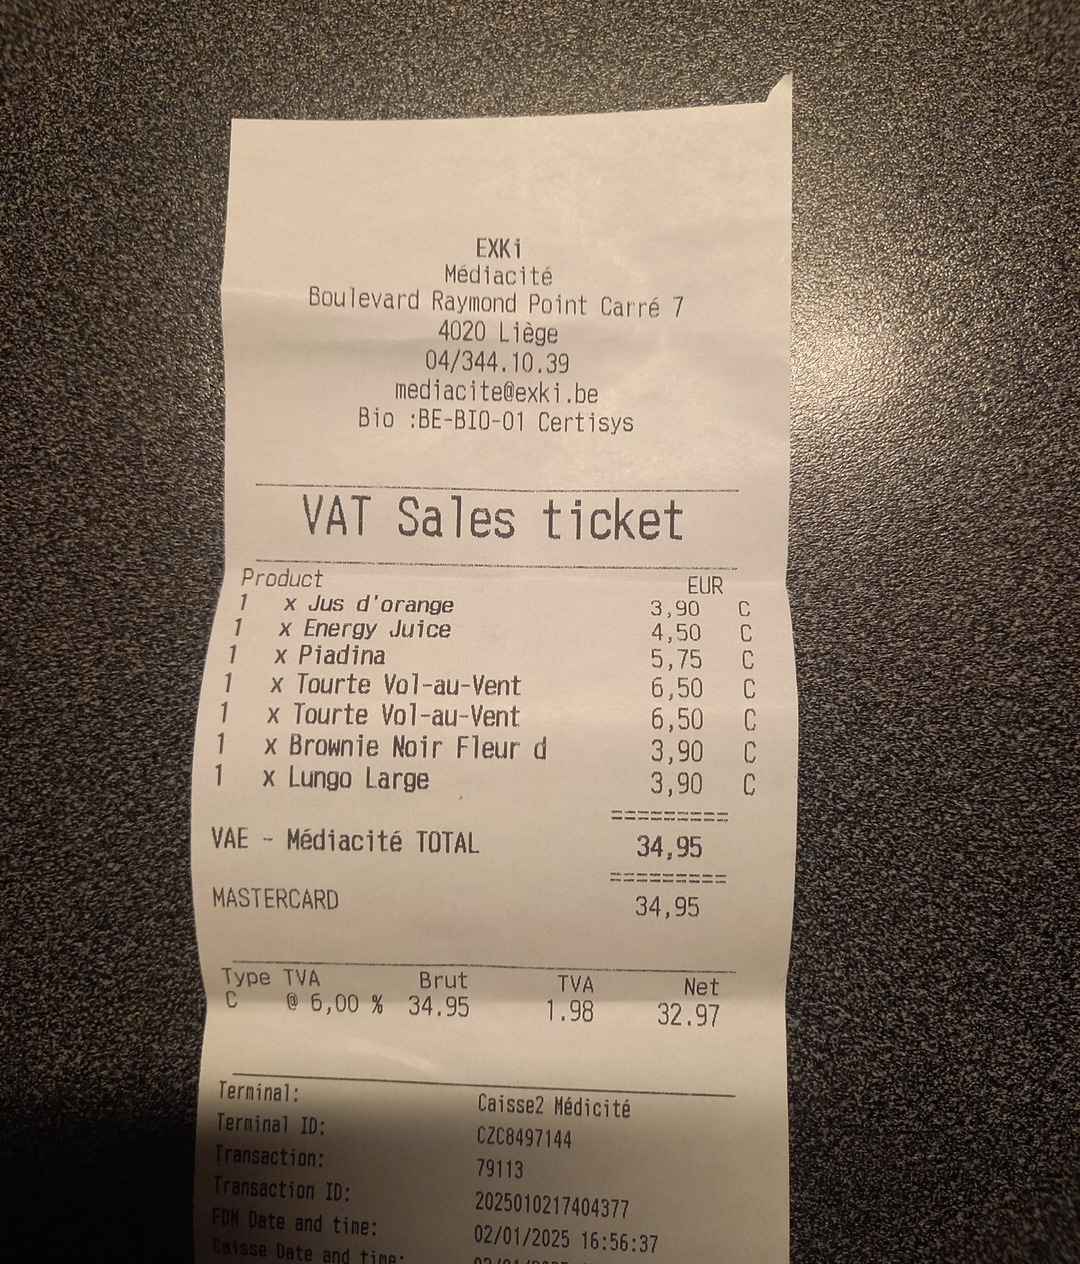 EXKi
Médiacité
Boulevard Raymond Point Carré 7
4020 Liège
04/344.10.39
mediacite@exki.be
Bio :BE-BIO-01 Certisys
VAT Sales ticket
Product EUR
1 x Jus d'orange 3,90 C
1 x Energy Juice 4,50 C
1 x Piadina 5,75 C
1 x Tourte Vol-au-Vent 6,50 C
1 x Tourte Vol-au-Vent 6,50 C
1 x Brownie Noir Fleur d 3,90 C
1 x Lungo Large 3,90 C
VAE - Médiacité TOTAL 34,95
MASTERCARD 34,95
Type TVA Brut TVA Net
C @ 6,00 % 34.95 1.98 32.97
Terminal: Caisse2 Médicité
Terminal ID: CZC8497144
Transaction: 79113
Transaction ID: 2025010217404377
FDM Date and time: 02/01/2025 16:56:37
Caisse Date and time: